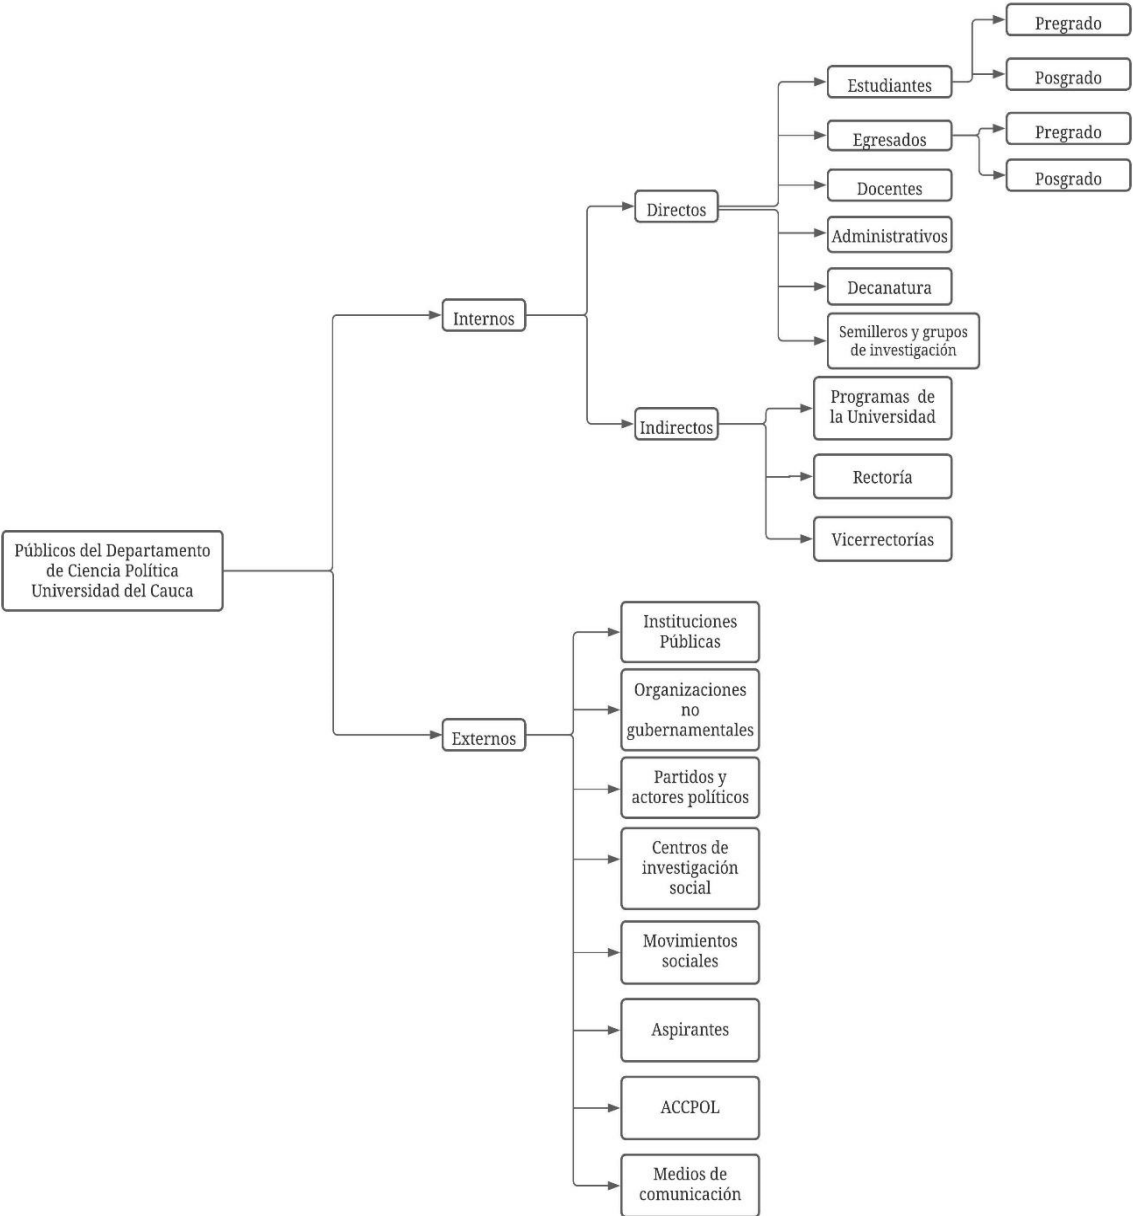 Públicos del Departamento
de Ciencia Política
Universidad del Cauca
Internos
Directos
Estudiantes
Pregrado
Posgrado
Egresados
Pregrado
Posgrado
Docentes
Administrativos
Decanatura
Semilleros y grupos
de investigación
Indirectos
Programas de
la Universidad
Rectoría
Vicerrectorías
Externos
Instituciones
Públicas
Organizaciones
no
gubernamentales
Partidos y
actores políticos
Centros de
investigación
social
Movimientos
sociales
Aspirantes
ACCPOL
Medios de
comunicación